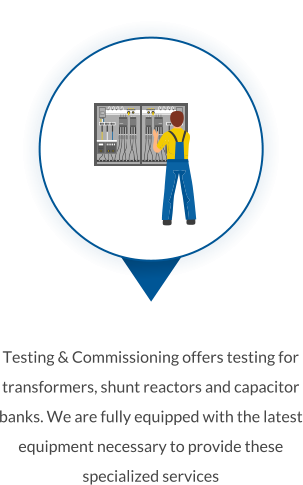 Testing & Commissioning offers testing for
transformers, shunt reactors and capacitor
banks. We are fully equipped with the latest
equipment necessary to provide these
specialized services